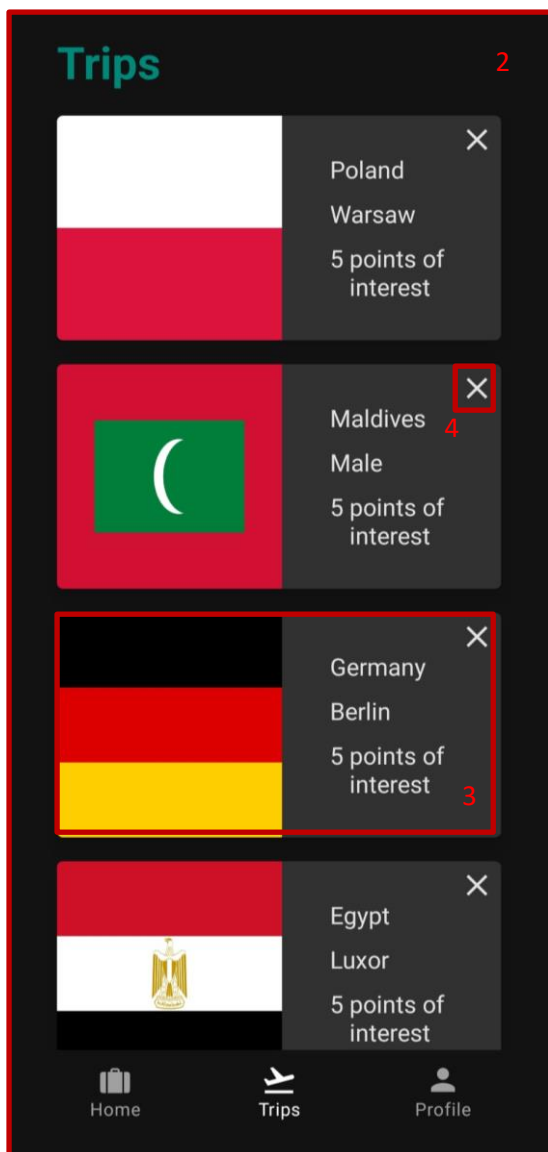 Trips
2
Poland
Warsaw
5 points of
interest
Maldives
4
Male
5 points of
interest
Germany
Berlin
5 points of
interest
3
Egypt
Luxor
5 points of
interest
Home
Trips
Profile